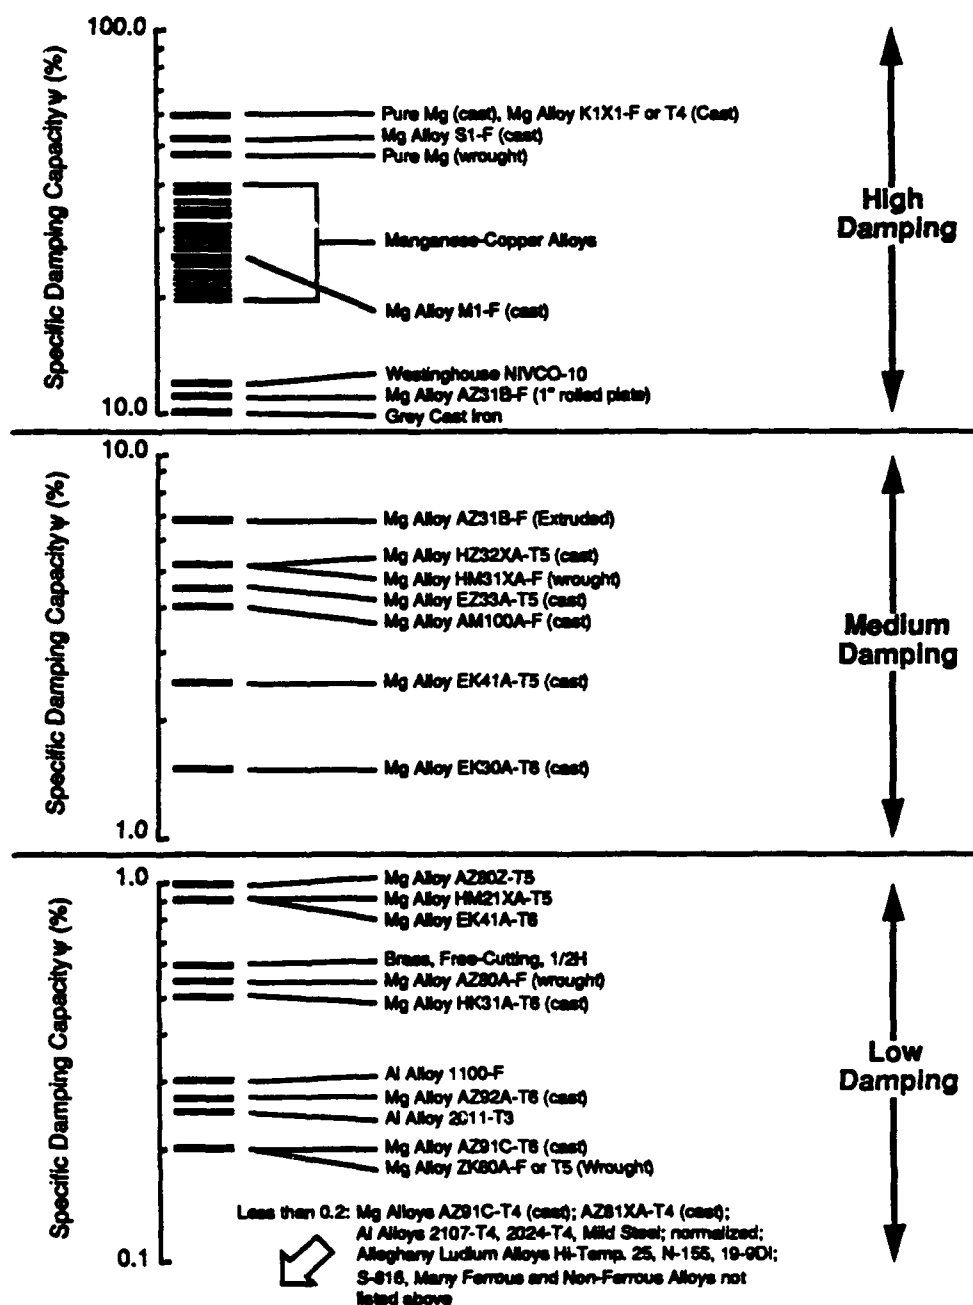 100.0
Specific Damping Capacity ψ (%)
Pure Mg (cast), Mg Alloy K1X1-F or T4 (Cast)
Mg Alloy S1-F (cast)
Pure Mg (wrought)
High
Damping
Manganese-Copper Alloys
Mg Alloy M1-F (cast)
Westinghouse NIVCO-10
Mg Alloy AZ31B-F (1" rolled plate)
10.0
Grey Cast Iron
10.0
Specific Damping Capacity ψ (%)
Mg Alloy AZ31B-F (Extruded)
Mg Alloy HZ32XA-T5 (cast)
Mg Alloy HM31XA-F (wrought)
Mg Alloy EZ33A-T5 (cast)
Mg Alloy AM100A-F (cast)
Medium
Damping
Mg Alloy EK41A-T5 (cast)
Mg Alloy EK30A-T6 (cast)
1.0
1.0
Specific Damping Capacity ψ (%)
Mg Alloy AZ80Z-T5
Mg Alloy HM21XA-T5
Mg Alloy EK41A-T6
Brass, Free-Cutting, 1/2H
Mg Alloy AZ80A-F (wrought)
Mg Alloy HK31A-T6 (cast)
Low
Damping
Al Alloy 1100-F
Mg Alloy AZ92A-T6 (cast)
Al Alloy 2011-T3
Mg Alloy AZ91C-T6 (cast)
Mg Alloy ZK60A-F or T5 (Wrought)
Less than 0.2: Mg Alloys AZ91C-T4 (cast); AZ81XA-T4 (cast);
Al Alloys 2107-T4, 2024-T4, Mild Steel; normalized;
Alleghany Ludlum Alloys Hi-Temp. 25, N-155, 19-9Dl;
0.1
S-816, Many Ferrous and Non-Ferrous Alloys not
listed above